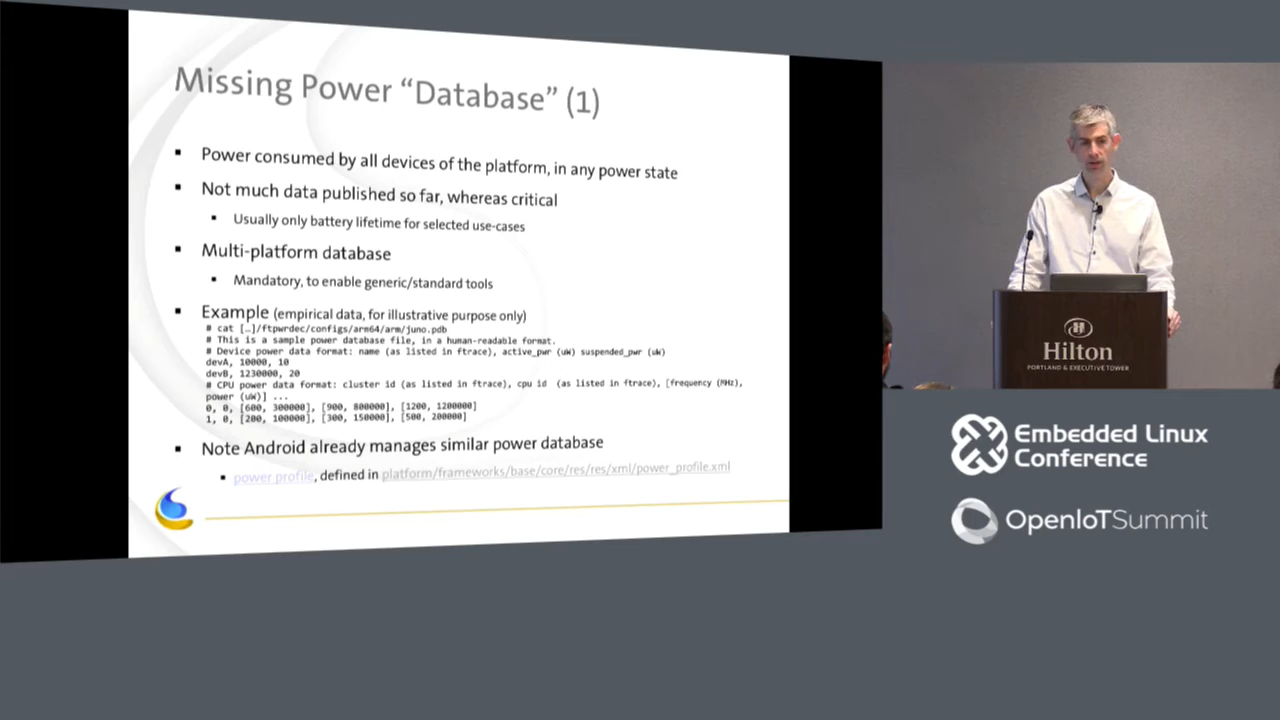 Missing Power “Database” (1)
Power consumed by all devices of the platform, in any power state
Not much data published so far, whereas critical
Usually only battery lifetime for selected use-cases
Multi-platform database
Mandatory, to enable generic/standard tools
Example (empirical data, for illustrative purpose only)
# cat […]/ftpwrdec/configs/arm64/arm/juno.pdb
# This is a sample power database file, in a human-readable format.
# Device power data format: name (as listed in ftrace), active_pwr (uW) suspended_pwr (uW)
devA, 10000, 10
devB, 1230000, 20
# CPU power data format: cluster id (as listed in ftrace), cpu id (as listed in ftrace), [frequency (MHz),
power (uW)] ...
0, 0, [600, 300000], [900, 800000], [1200, 1200000]
1, 0, [200, 100000], [300, 150000], [500, 200000]
Note Android already manages similar power database
power profile, defined in platform/frameworks/base/core/res/res/xml/power_profile.xml
Hilton
PORTLAND & EXECUTIVE TOWER
Embedded Linux
Conference
OpenIoTSummit